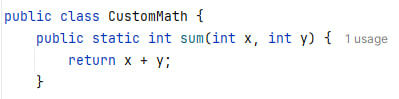 public class CustomMath {
    public static int sum(int x, int y) { 1 usage
        return x + y;
    }